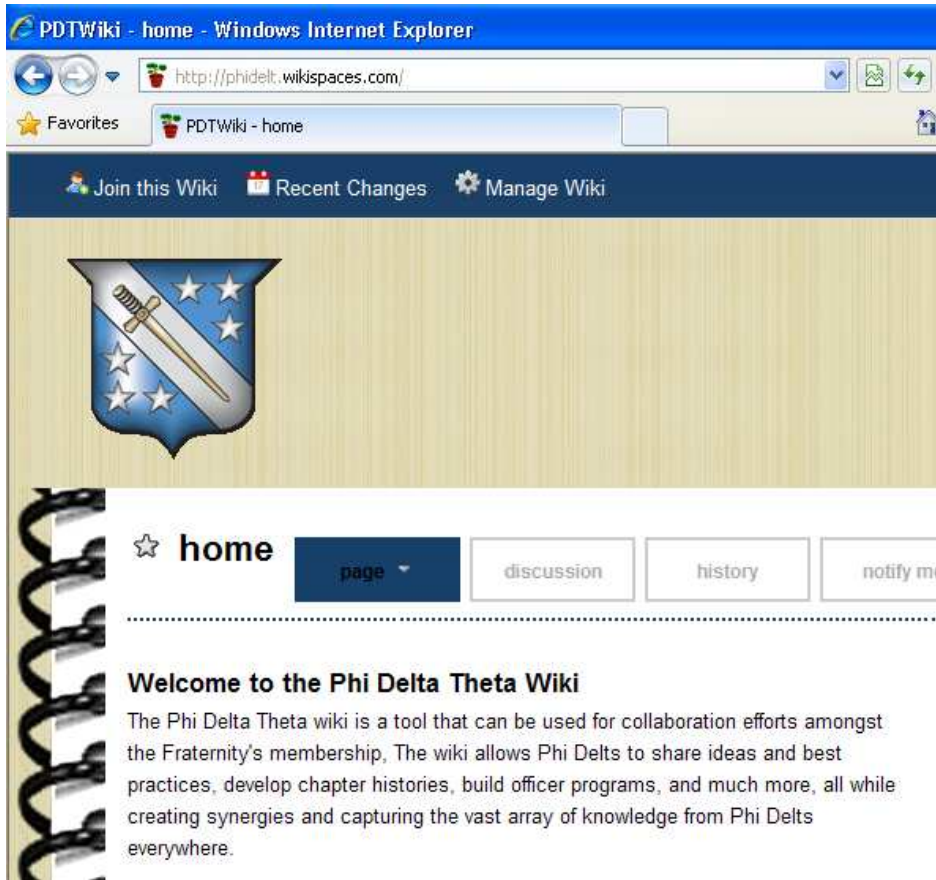 PDTWiki - home - Windows Internet Explorer
http://phidelt.wikispaces.com/
Favorites PDTWiki - home
Join this Wiki Recent Changes Manage Wiki
home page discussion history notify
Welcome to the Phi Delta Theta Wiki
The Phi Delta Theta wiki is a tool that can be used for collaboration efforts amongst
the Fraternity's membership, The wiki allows Phi Delts to share ideas and best
practices, develop chapter histories, build officer programs, and much more, all while
creating synergies and capturing the vast array of knowledge from Phi Delts
everywhere.